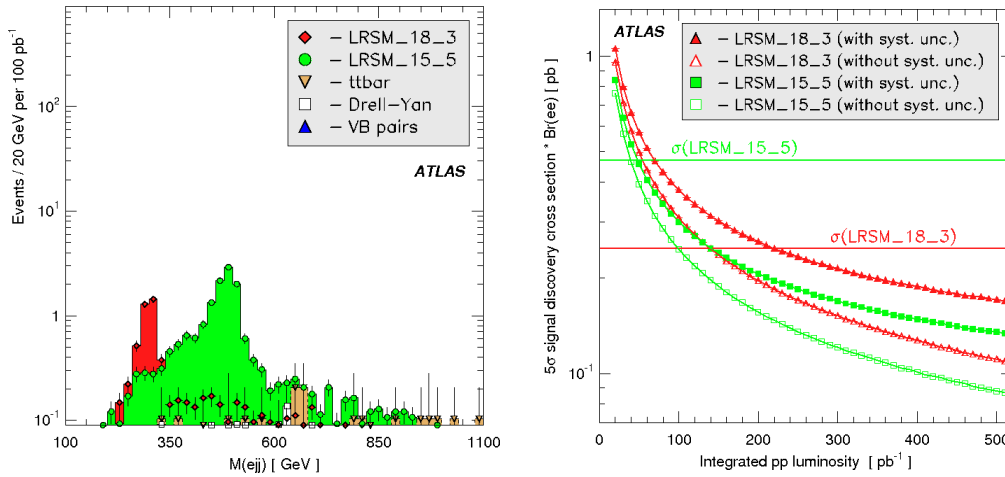 Events / 20 GeV per 100 pb⁻¹
10²
10
1
10⁻¹
– LRSM_18_3
– LRSM_15_5
– ttbar
– Drell–Yan
– VB pairs
ATLAS
100 350 600 850 1100
M(ejj) [ GeV ]
5σ signal discovery cross section * Br(ee) [ pb ]
1
10⁻¹
ATLAS
– LRSM_18_3 (with syst. unc.)
– LRSM_18_3 (without syst. unc.)
– LRSM_15_5 (with syst. unc.)
– LRSM_15_5 (without syst. unc.)
σ(LRSM_15_5)
σ(LRSM_18_3)
0 100 200 300 400 500
Integrated pp luminosity [ pb⁻¹ ]